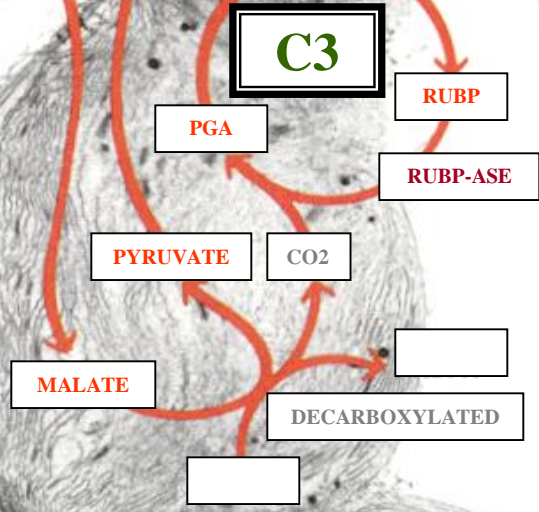 C3
RUBP
PGA
RUBP-ASE
PYRUVATE
CO2
MALATE
DECARBOXYLATED